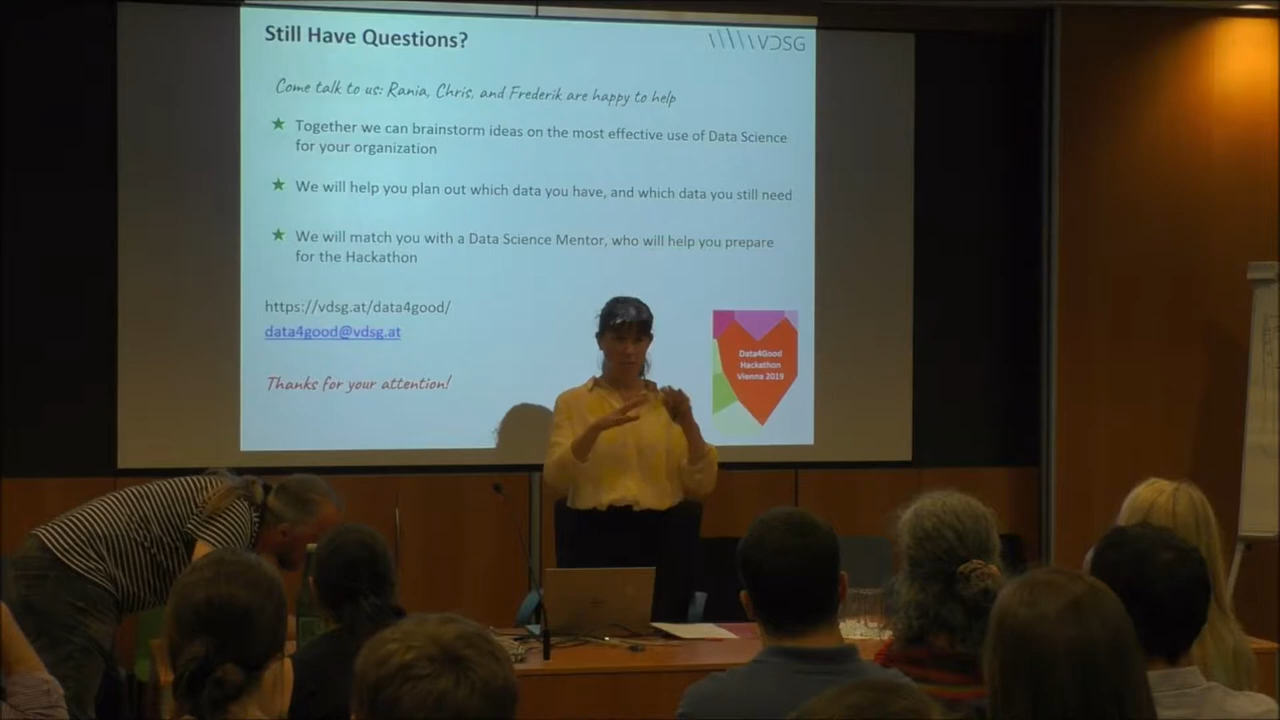 Still Have Questions?
VDSG
Come talk to us: Rania, Chris, and Frederik are happy to help
★ Together we can brainstorm ideas on the most effective use of Data Science
for your organization
★ We will help you plan out which data you have, and which data you still need
★ We will match you with a Data Science Mentor, who will help you prepare
for the Hackathon
https://vdsg.at/data4good/
data4good@vdsg.at
Thanks for your attention!
Data4Good
Hackathon
Vienna 2019